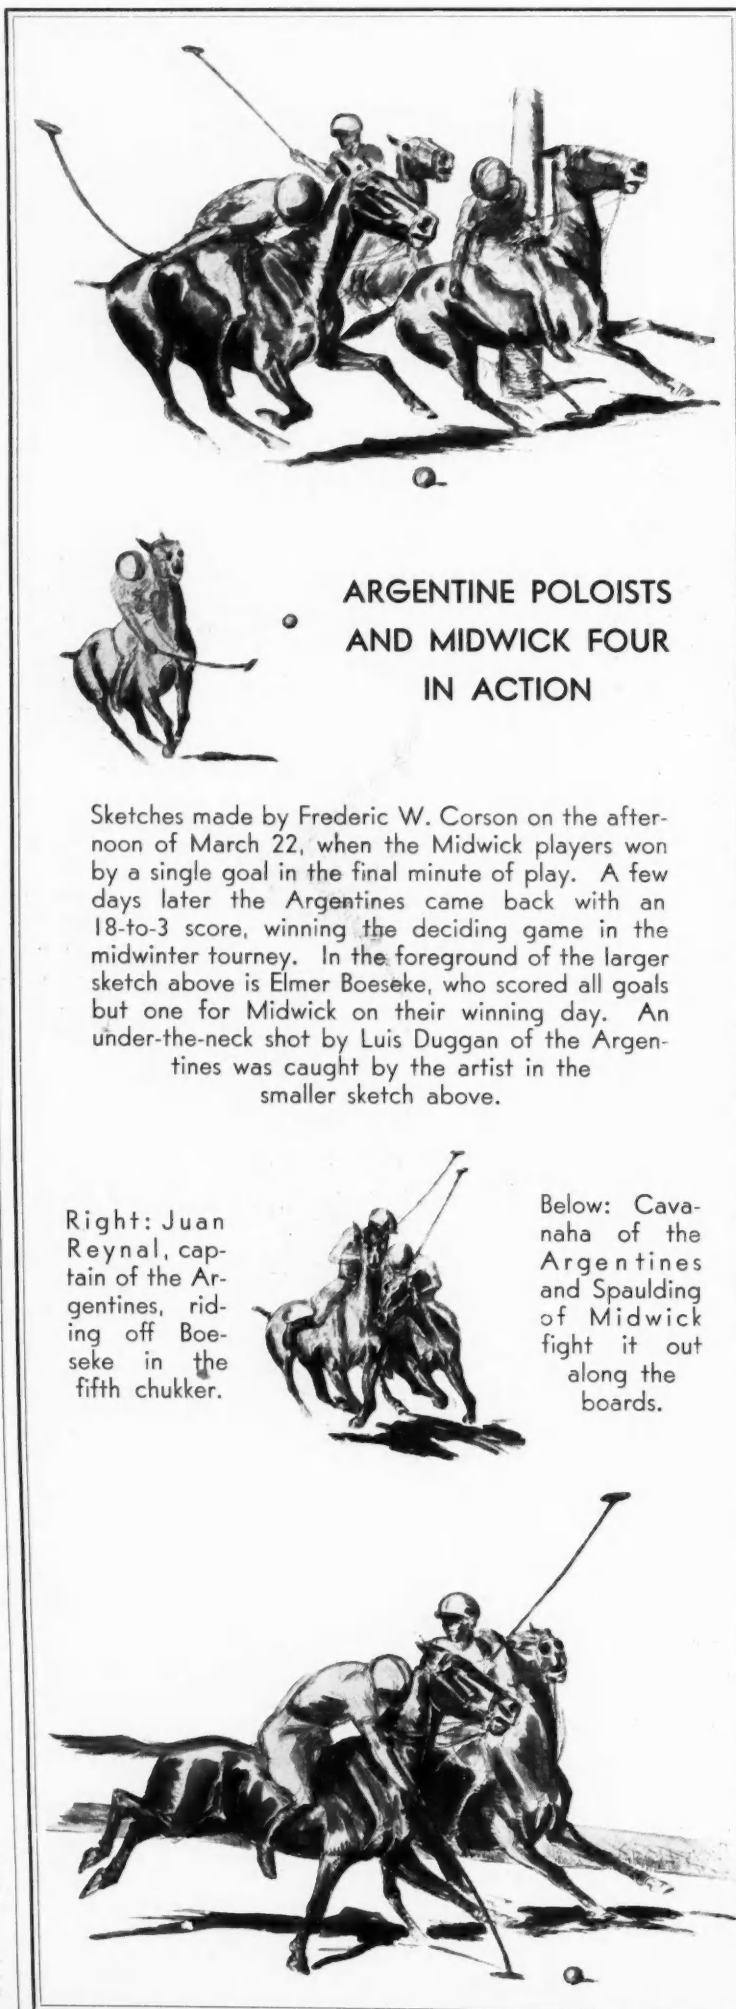 ARGENTINE POLOISTS
AND MIDWICK FOUR
IN ACTION
Sketches made by Frederic W. Corson on the after-
noon of March 22, when the Midwick players won
by a single goal in the final minute of play. A few
days later the Argentines came back with an
18-to-3 score, winning the deciding game in the
midwinter tourney. In the foreground of the larger
sketch above is Elmer Boeseke, who scored all goals
but one for Midwick on their winning day. An
under-the-neck shot by Luis Duggan of the Argen-
tines was caught by the artist in the
smaller sketch above.
Right: Juan
Reynal, cap-
tain of the Ar-
gentines, rid-
ing off Boe-
seke in the
fifth chukker.
Below: Cava-
naha of the
Argentines
and Spaulding
of Midwick
fight it out
along the
boards.